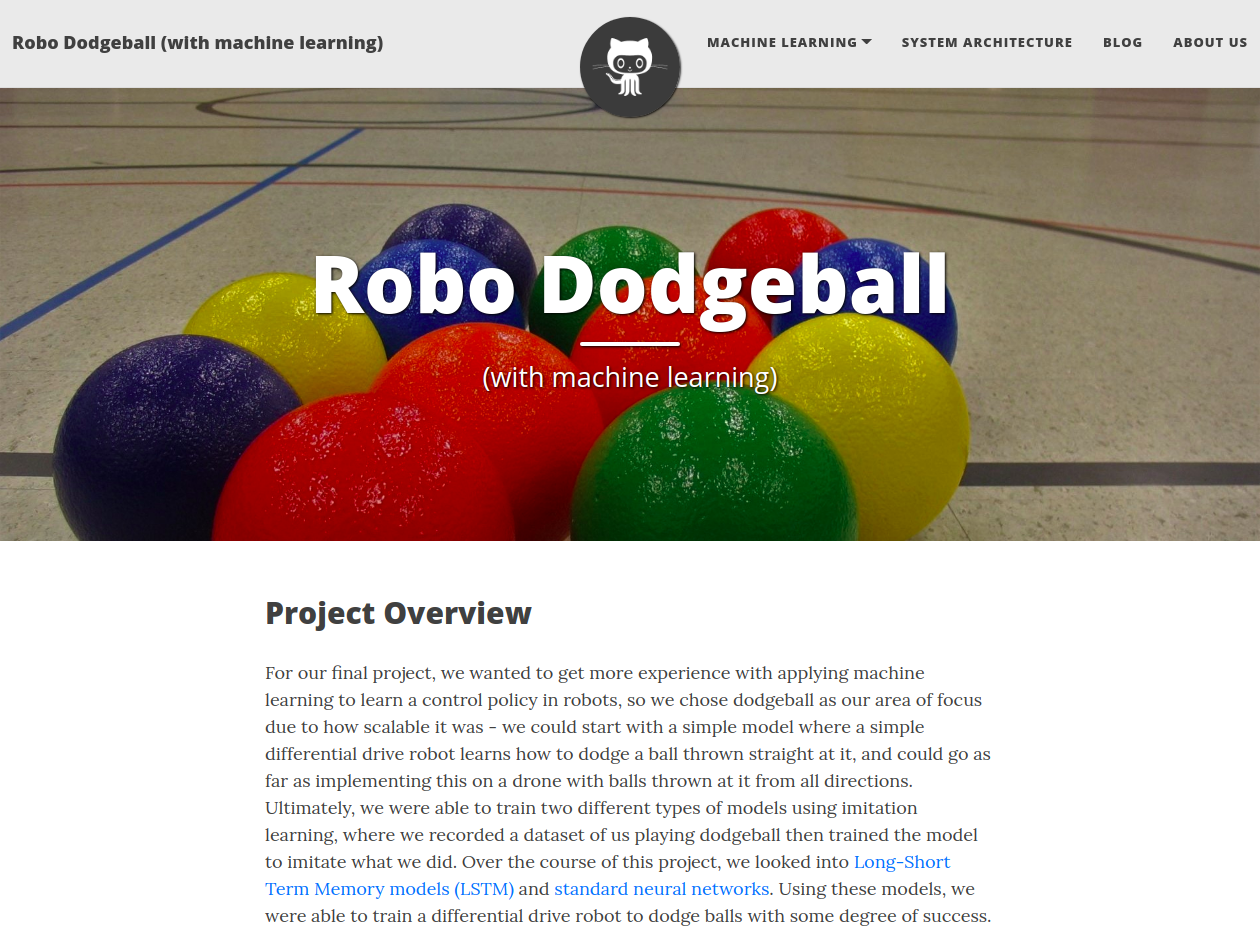 Robo Dodgeball (with machine learning)
MACHINE LEARNING
SYSTEM ARCHITECTURE
BLOG
ABOUT US
Robo Dodgeball
(with machine learning)
Project Overview
For our final project, we wanted to get more experience with applying machine
learning to learn a control policy in robots, so we chose dodgeball as our area of focus
due to how scalable it was - we could start with a simple model where a simple
differential drive robot learns how to dodge a ball thrown straight at it, and could go as
far as implementing this on a drone with balls thrown at it from all directions.
Ultimately, we were able to train two different types of models using imitation
learning, where we recorded a dataset of us playing dodgeball then trained the model
to imitate what we did. Over the course of this project, we looked into Long-Short
Term Memory models (LSTM) and standard neural networks. Using these models, we
were able to train a differential drive robot to dodge balls with some degree of success.